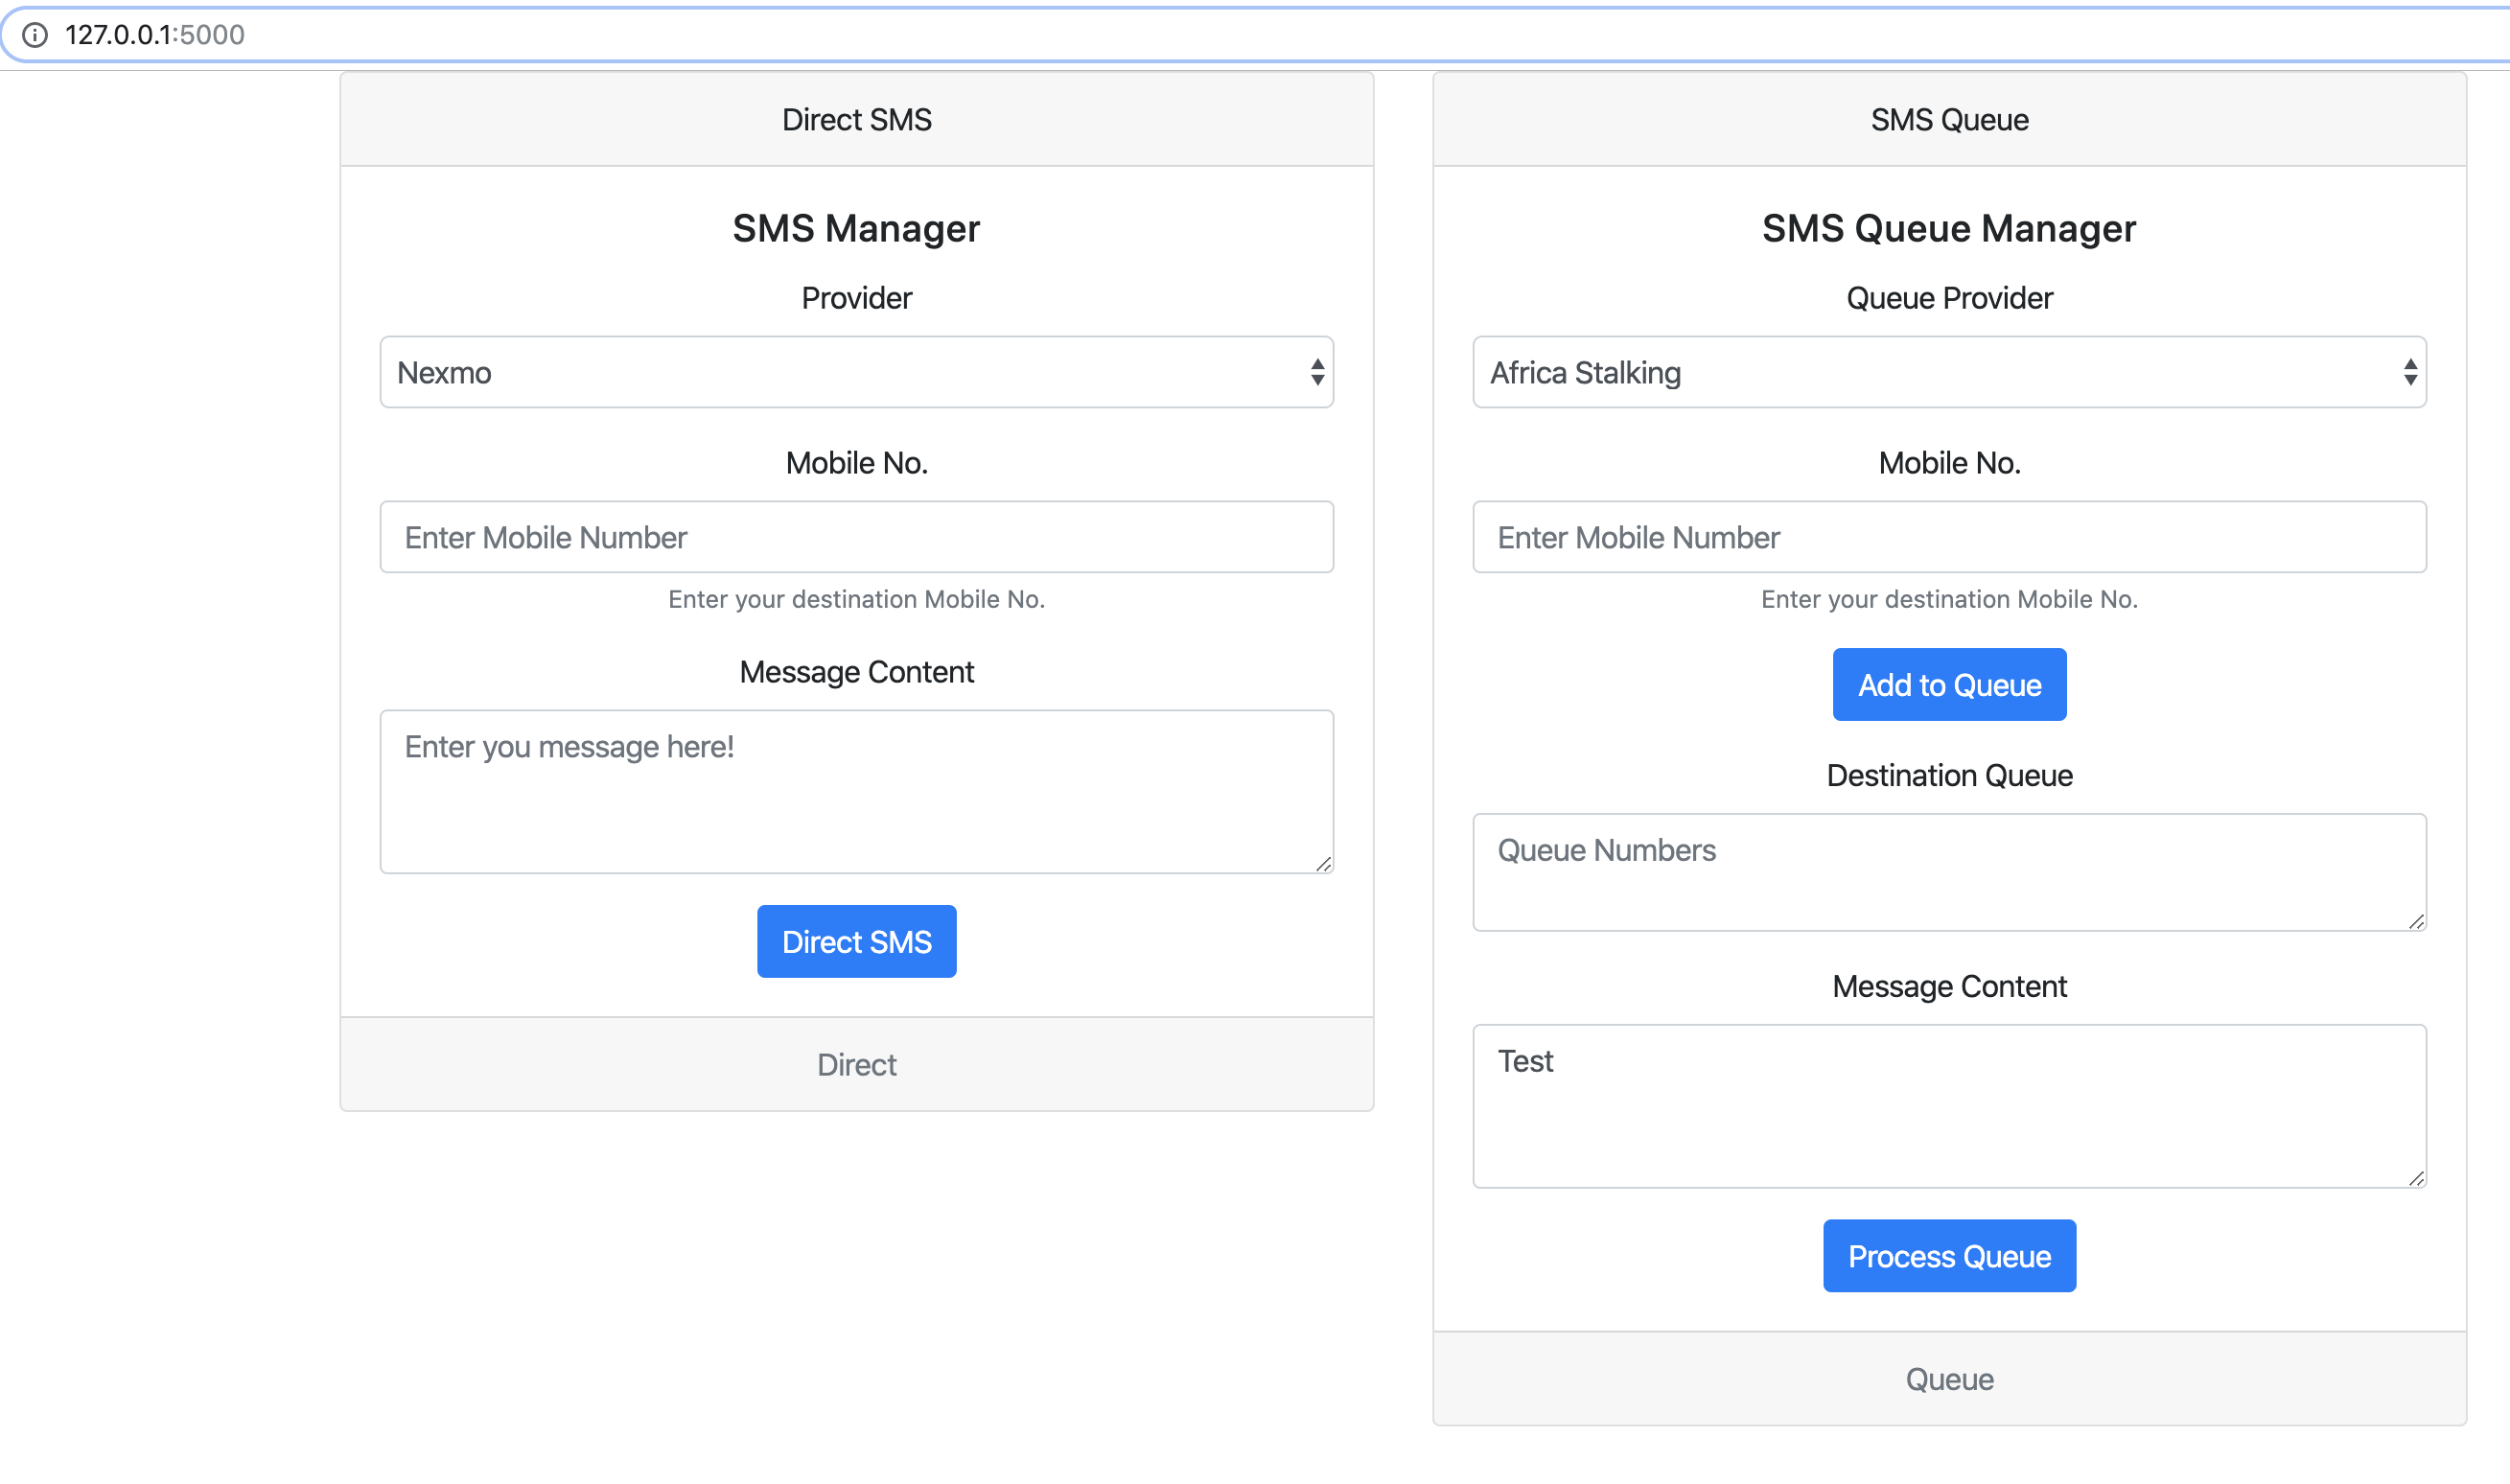 127.0.0.1:5000
Direct SMS
SMS Manager
Provider
Nexmo
Mobile No.
Enter Mobile Number
Enter your destination Mobile No.
Message Content
Enter you message here!
Direct SMS
Direct
SMS Queue
SMS Queue Manager
Queue Provider
Africa Stalking
Mobile No.
Enter Mobile Number
Enter your destination Mobile No.
Add to Queue
Destination Queue
Queue Numbers
Message Content
Test
Process Queue
Queue